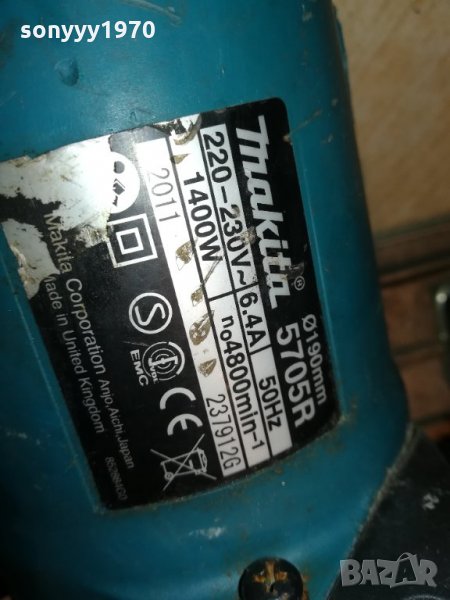 sonyyy1970
makita® 5705R
Ø190mm
220-230V~ 6.4A 50Hz
1400W n₀4800min-1
2011 237912G
EMC
CE
Makita Corporation Anjo, Aichi, Japan
Made in United Kingdom
BAZAR